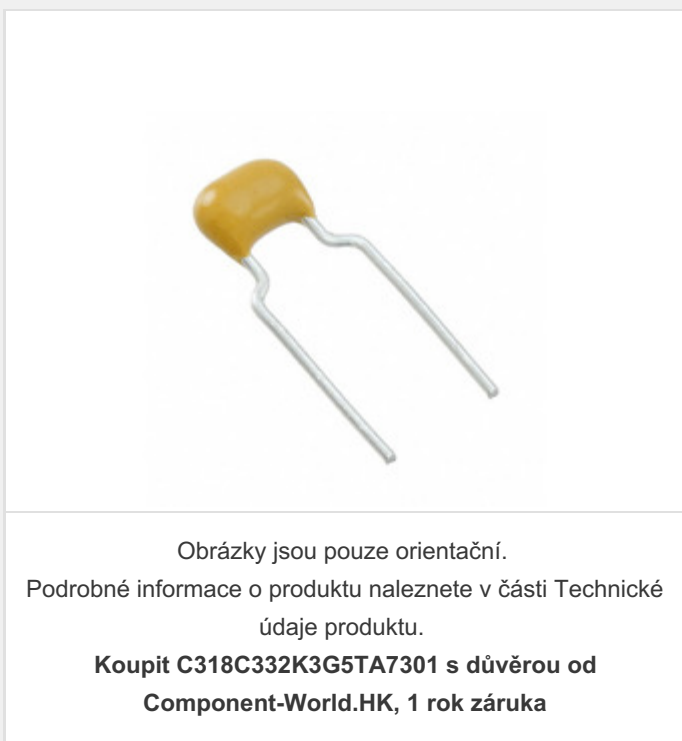 Obrázky jsou pouze orientační.
Podrobné informace o produktu naleznete v části Technické
údaje produktu.
Koupit C318C332K3G5TA7301 s důvěrou od
Component-World.HK, 1 rok záruka